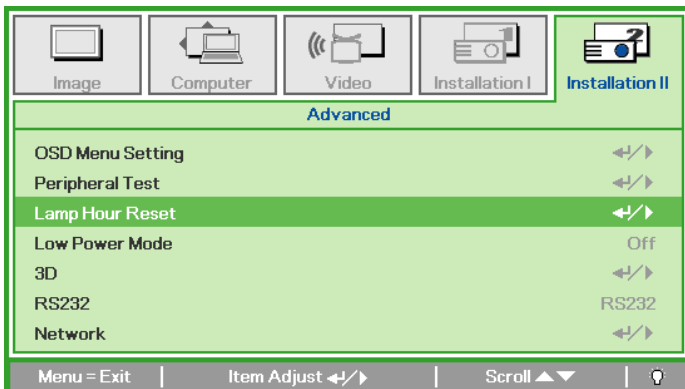 Image Computer Video Installation I Installation II
Advanced
OSD Menu Setting
Peripheral Test
Lamp Hour Reset
Low Power Mode Off
3D
RS232 RS232
Network
Menu = Exit | Item Adjust ↵/▶ | Scroll ▲▼ |